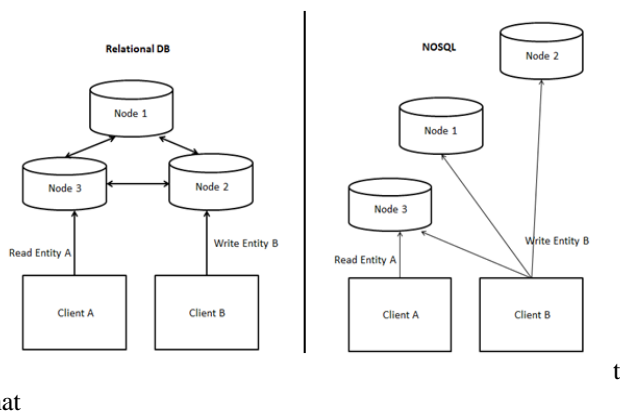 Relational DB
Node 1
Node 3
Node 2
Read Entity A
Write Entity B
Client A
Client B
NOSQL
Node 2
Node 1
Node 3
Write Entity B
Read Entity A
Client A
Client B
t
hat